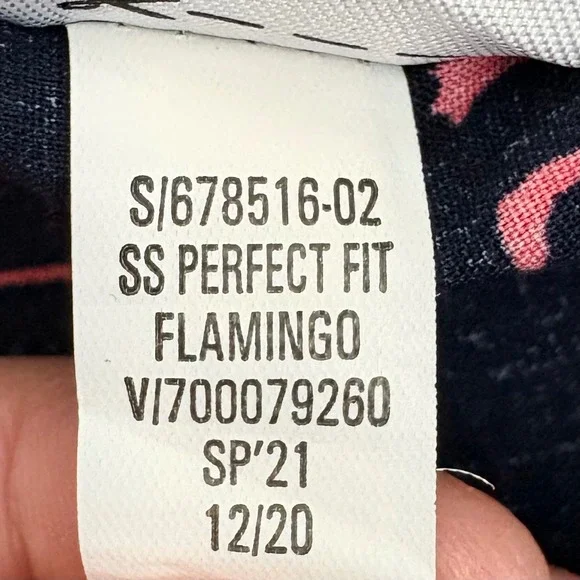 S/678516-02
SS PERFECT FIT
FLAMINGO
V/700079260
SP'21
12/20